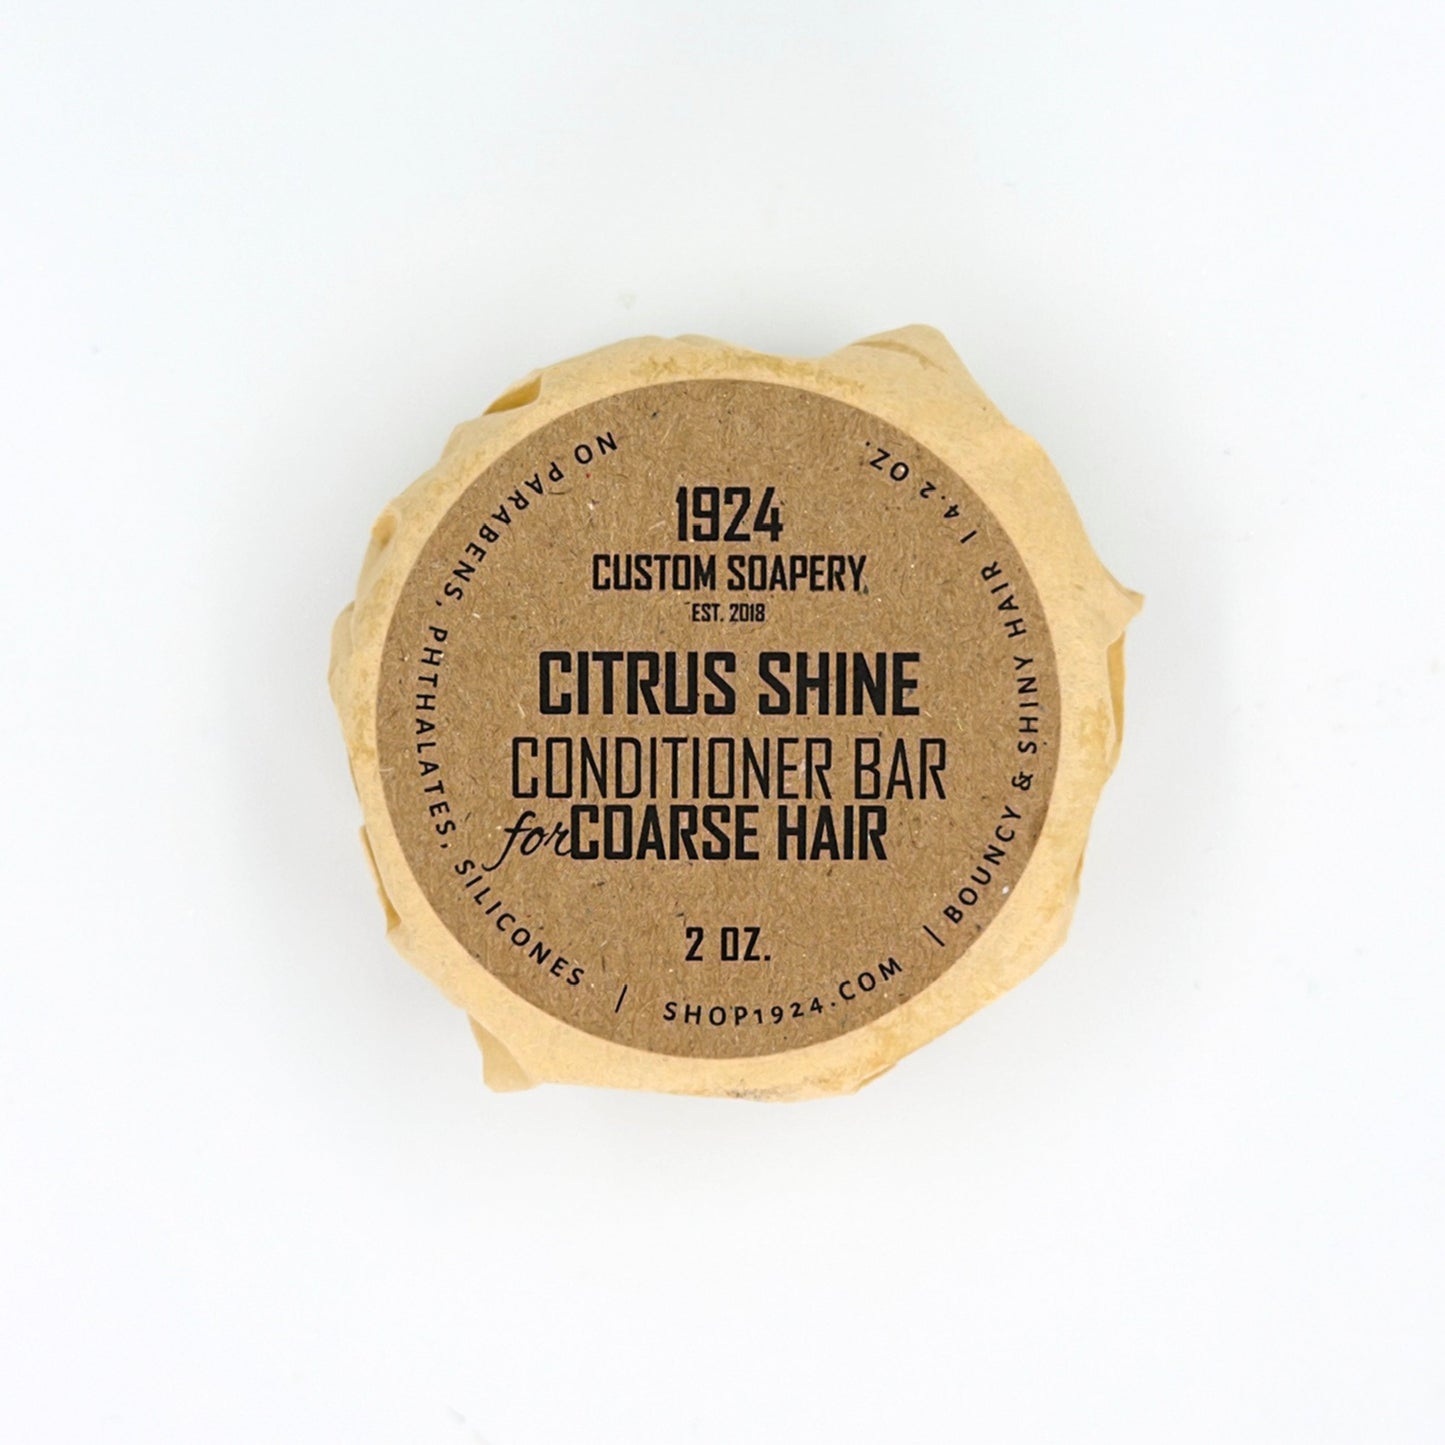 1924
CUSTOM SOAPERY
EST. 2018
CITRUS SHINE
CONDITIONER BAR
for COARSE HAIR
2 OZ.
NO PARABENS, PHTHALATES, SILICONES | SHOP1924.COM | BOUNCY & SHINY HAIR | 4.2 OZ.